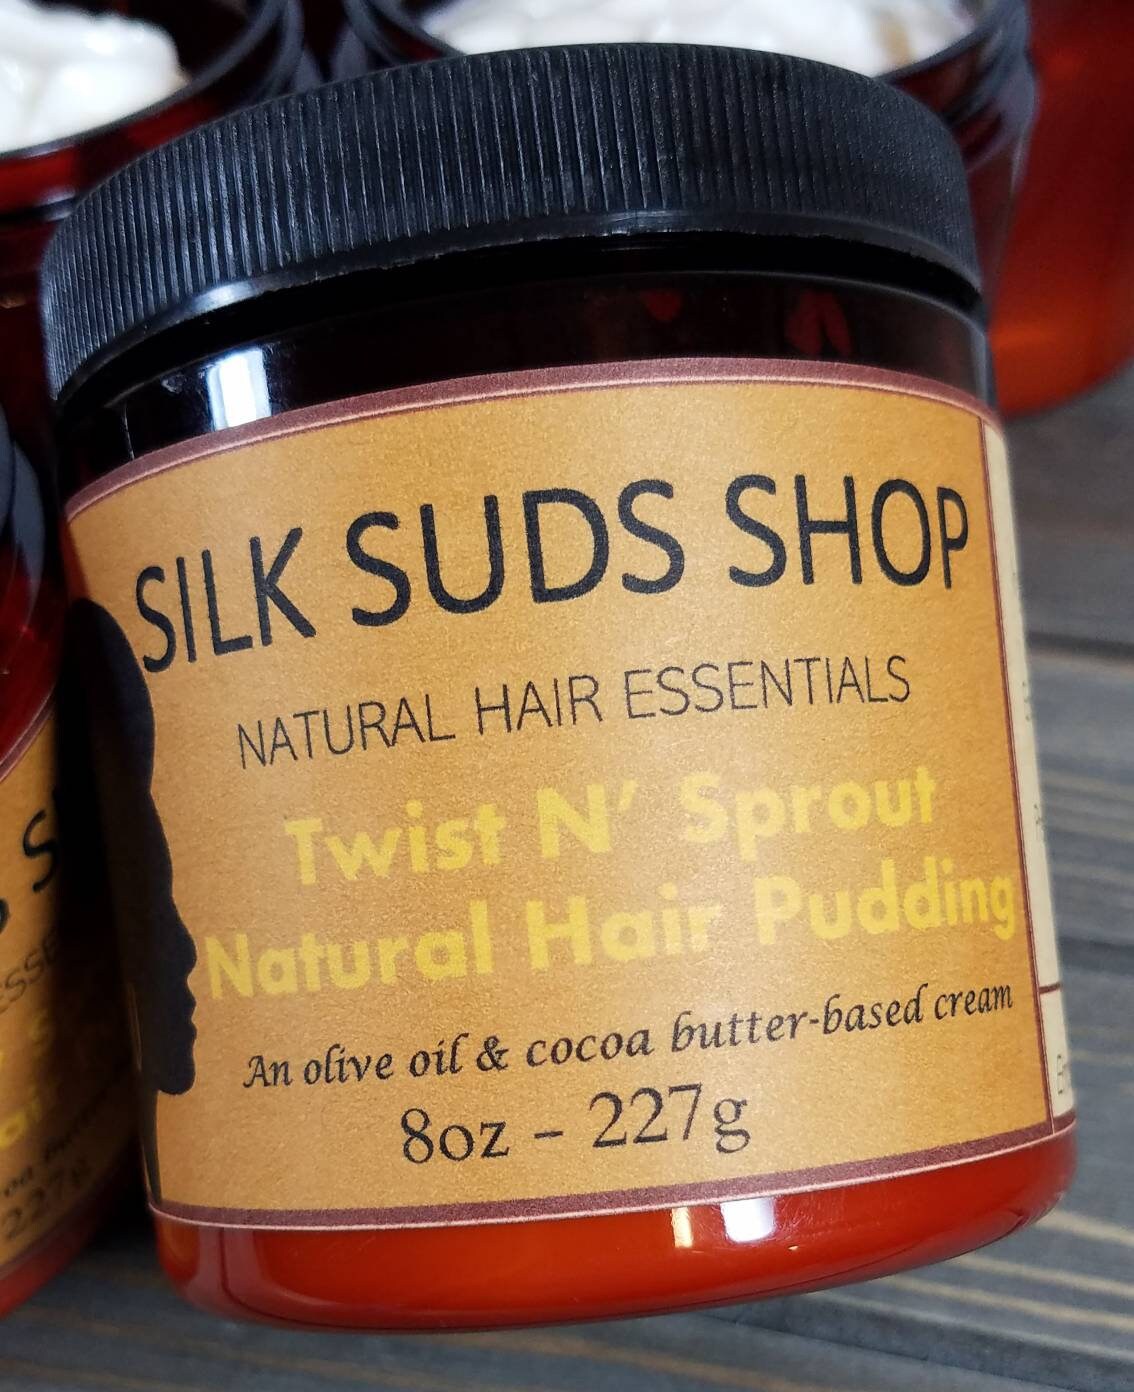 SILK SUDS SHOP
NATURAL HAIR ESSENTIALS
Twist N' Sprout
Natural Hair Pudding
An olive oil & cocoa butter-based cream
8oz - 227g